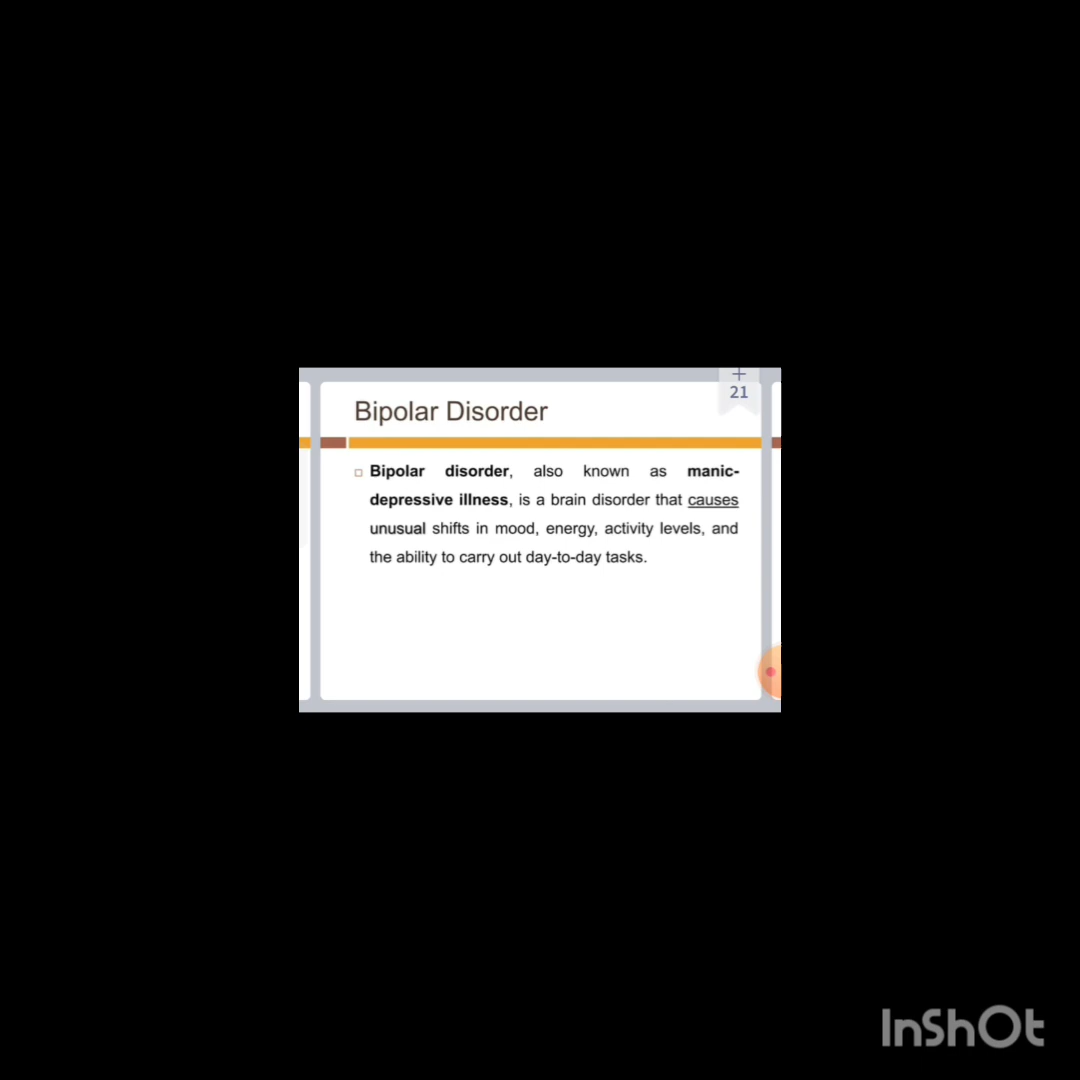 +
21
Bipolar Disorder
Bipolar disorder, also known as manic-
depressive illness, is a brain disorder that causes
unusual shifts in mood, energy, activity levels, and
the ability to carry out day-to-day tasks.
InShOt